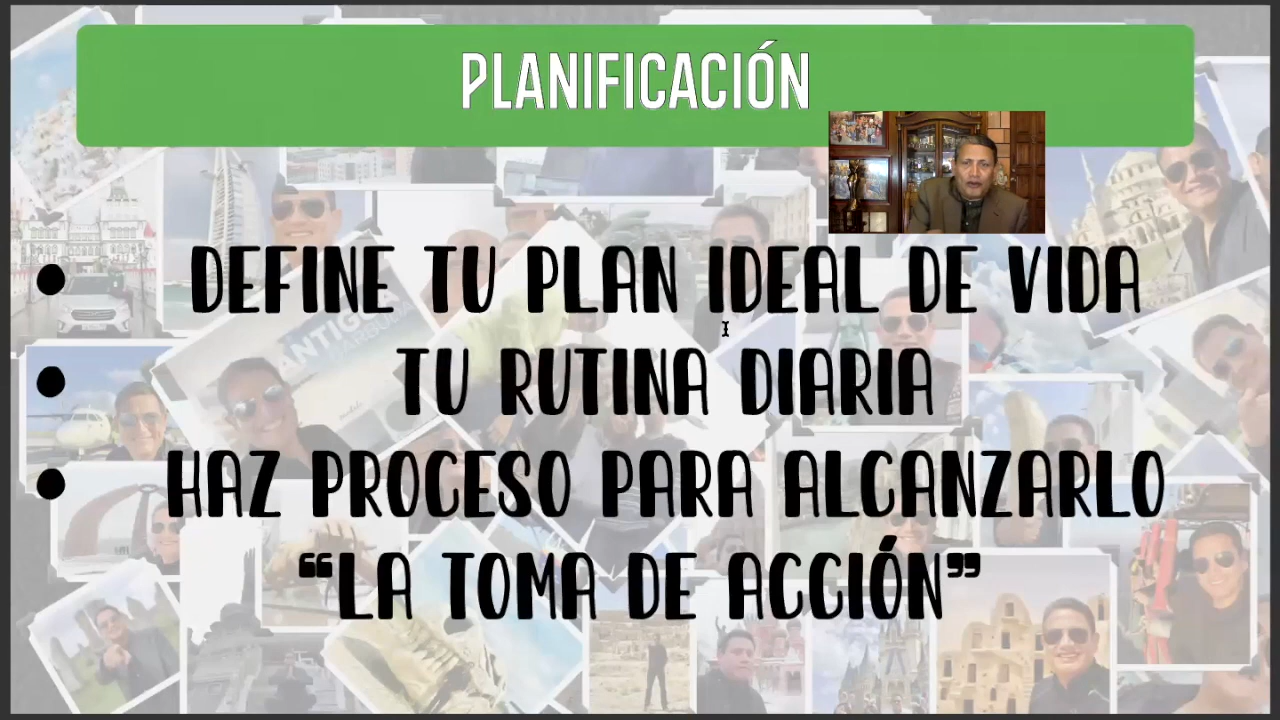 PLANIFICACIÓN
• DEFINE TU PLAN IDEAL DE VIDA
• TU RUTINA DIARIA
• HAZ PROCESO PARA ALCANZARLO
“LA TOMA DE ACCIÓN”